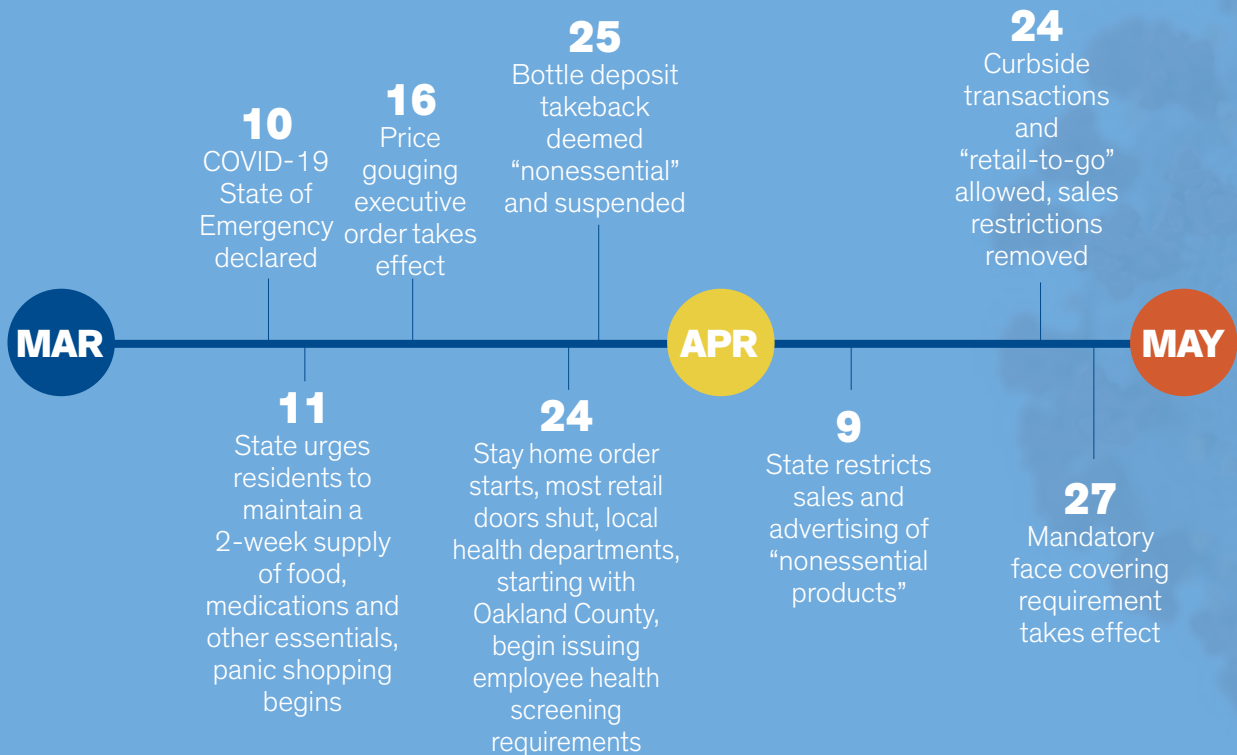 MAR
10
COVID-19
State of
Emergency
declared
11
State urges
residents to
maintain a
2-week supply
of food,
medications and
other essentials,
panic shopping
begins
16
Price
gouging
executive
order takes
effect
24
Stay home order
starts, most retail
doors shut, local
health departments,
starting with
Oakland County,
begin issuing
employee health
screening
requirements
25
Bottle deposit
takeback
deemed
“nonessential”
and suspended
APR
9
State restricts
sales and
advertising of
“nonessential
products”
24
Curbside
transactions
and
“retail-to-go”
allowed, sales
restrictions
removed
27
Mandatory
face covering
requirement
takes effect
MAY